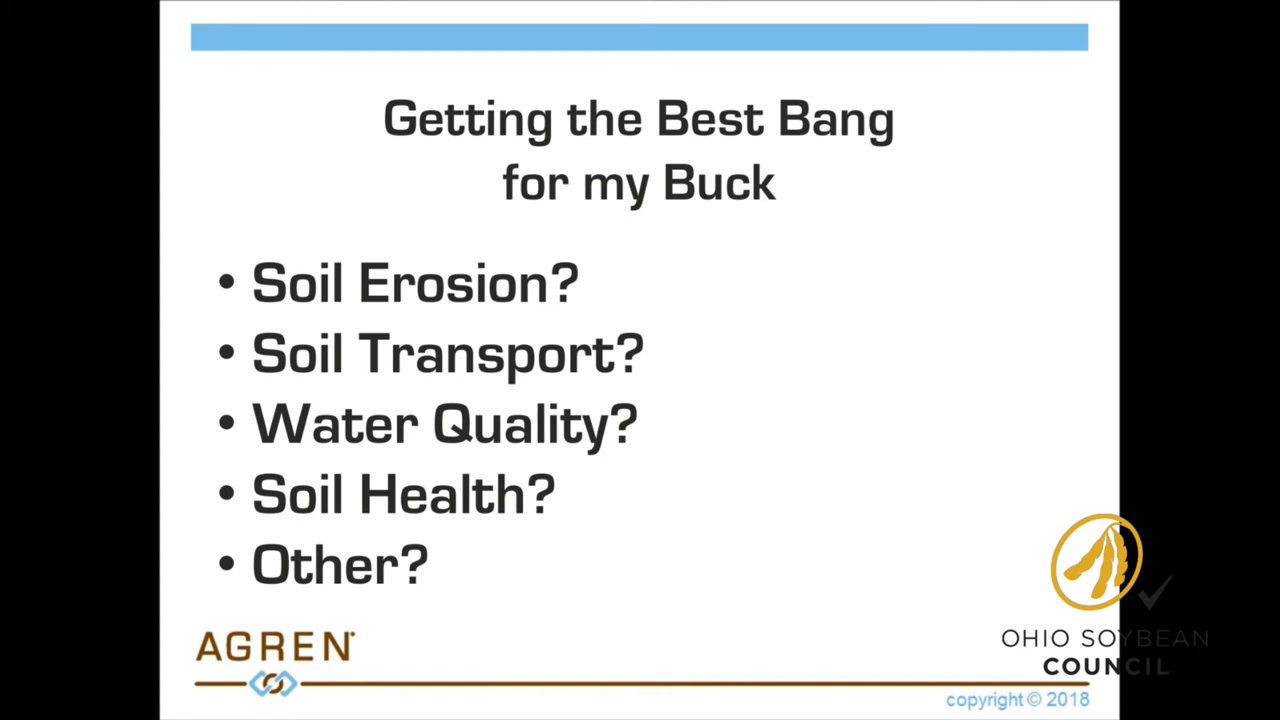 Getting the Best Bang
for my Buck
• Soil Erosion?
• Soil Transport?
• Water Quality?
• Soil Health?
• Other?
AGREN®
OHIO SOYBEAN
COUNCIL
copyright © 2018